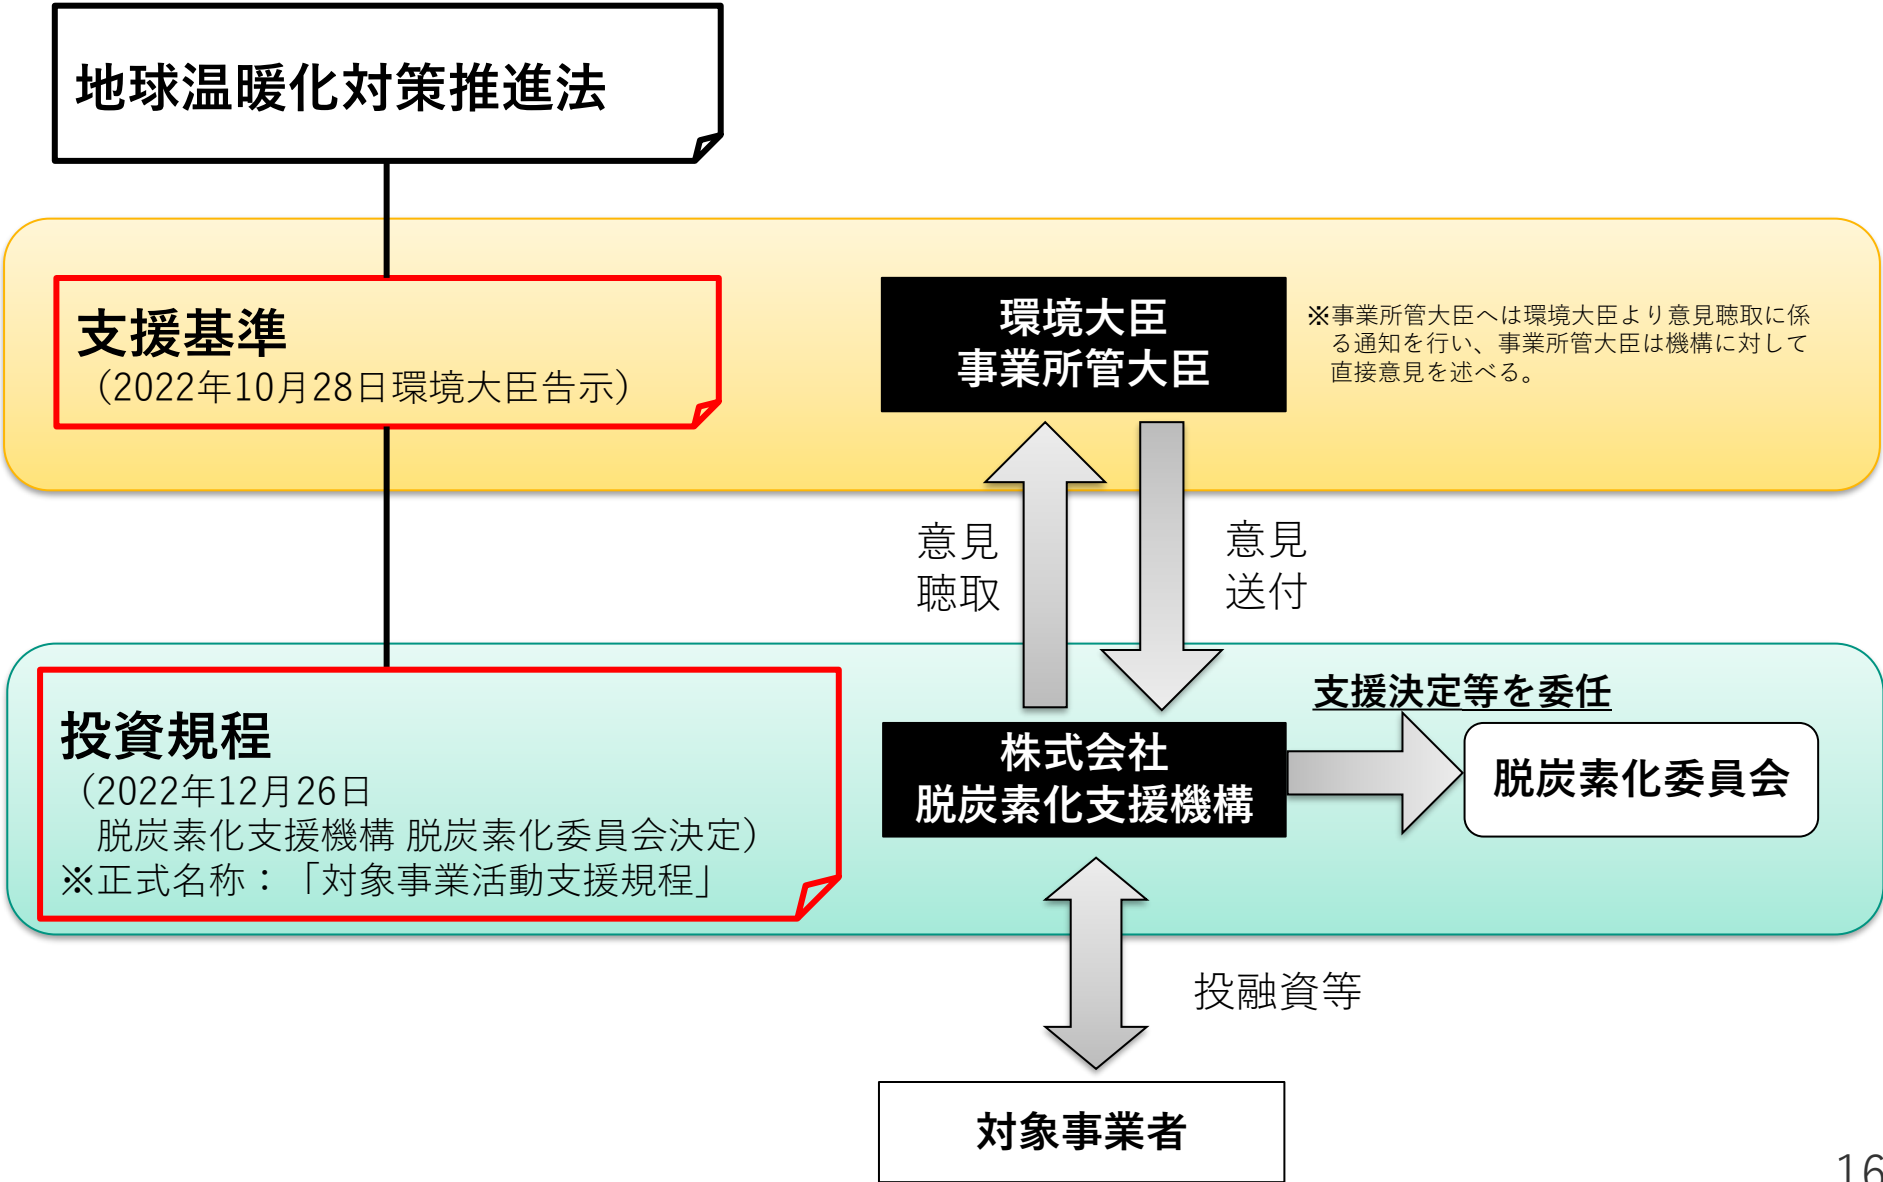 地球温暖化対策推進法
支援基準
（2022年10月28日環境大臣告示）
環境大臣
事業所管大臣
※事業所管大臣へは環境大臣より意見聴取に係
る通知を行い、事業所管大臣は機構に対して
直接意見を述べる。
意見
聴取
意見
送付
投資規程
（2022年12月26日
脱炭素化支援機構 脱炭素化委員会決定）
※正式名称：「対象事業活動支援規程」
株式会社
脱炭素化支援機構
支援決定等を委任
脱炭素化委員会
投融資等
対象事業者
16